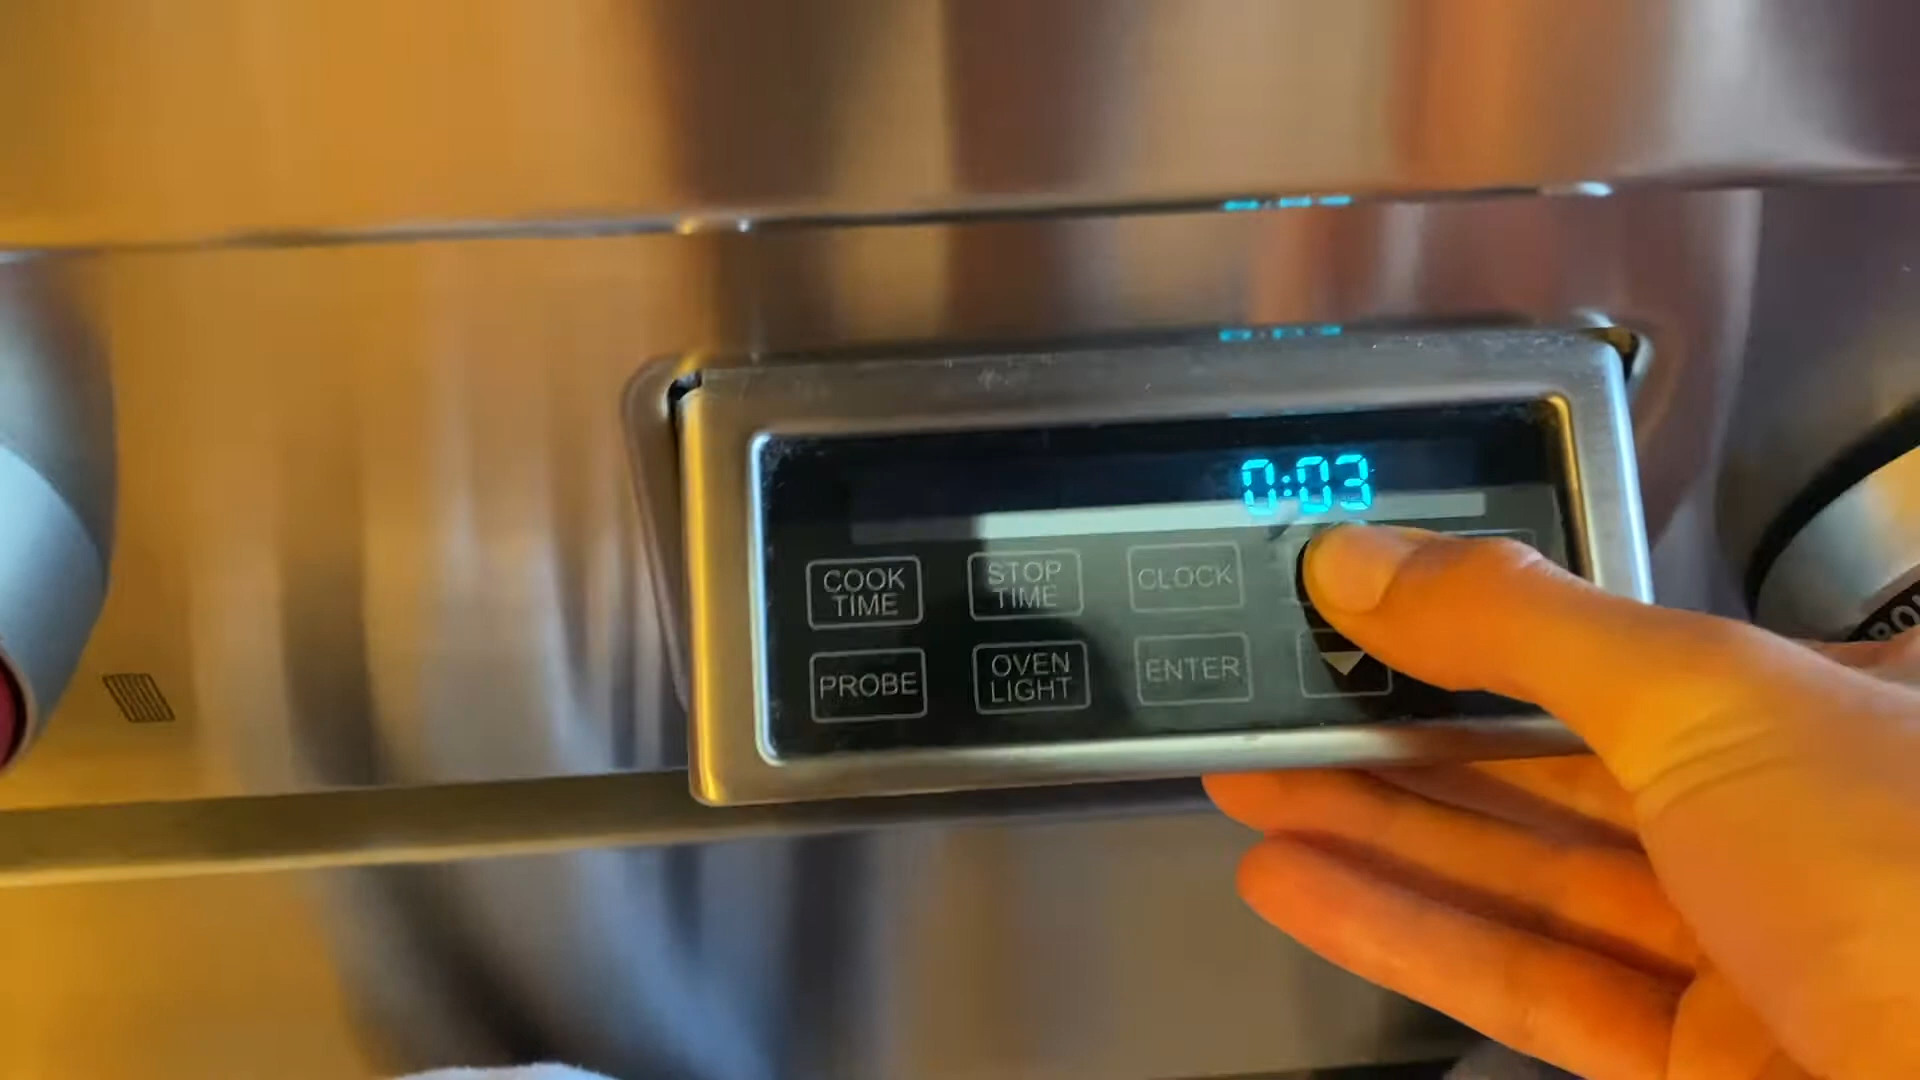 0:03
COOK
TIME
STOP
TIME
CLOCK
PROBE
OVEN
LIGHT
ENTER